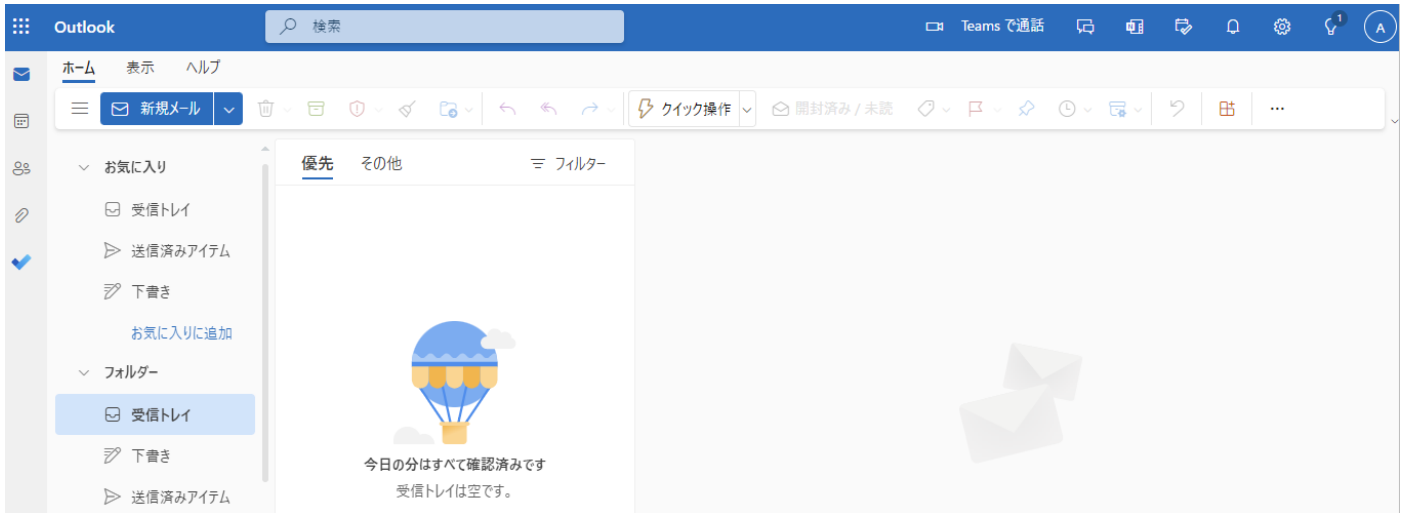 Outlook
検索
Teams で通話
1
A
ホーム 表示 ヘルプ
新規メール
クイック操作
開封済み / 未読
お気に入り
受信トレイ
送信済みアイテム
下書き
お気に入りに追加
フォルダー
受信トレイ
下書き
送信済みアイテム
優先 その他 フィルター
今日の分はすべて確認済みです
受信トレイは空です。